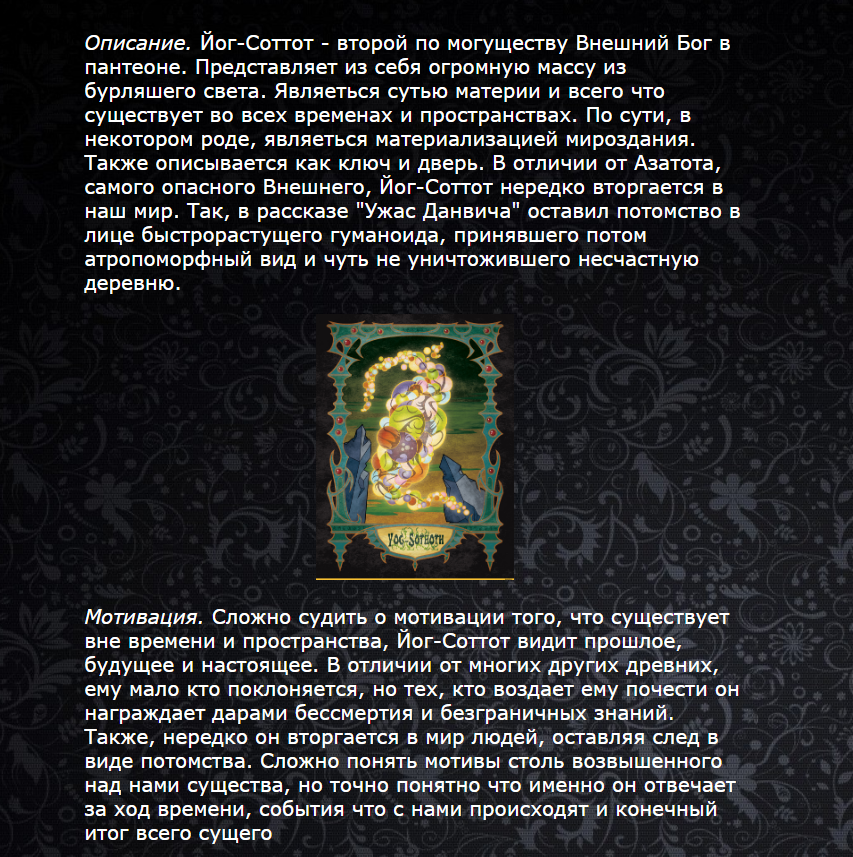 Описание. Йог-Соттот - второй по могуществу Внешний Бог в
пантеоне. Представляет из себя огромную массу из
бурляшего света. Являеться сутью материи и всего что
существует во всех временах и пространствах. По сути, в
некотором роде, являеться материализацией мироздания.
Также описывается как ключ и дверь. В отличии от Азатота,
самого опасного Внешнего, Йог-Соттот нередко вторгается в
наш мир. Так, в рассказе "Ужас Данвича" оставил потомство в
лице быстрорастущего гуманоида, принявшего потом
атропоморфный вид и чуть не уничтожившего несчастную
деревню.
Yog-Sothoth
Мотивация. Сложно судить о мотивации того, что существует
вне времени и пространства, Йог-Соттот видит прошлое,
будущее и настоящее. В отличии от многих других древних,
ему мало кто поклоняется, но тех, кто воздает ему почести он
награждает дарами бессмертия и безграничных знаний.
Также, нередко он вторгается в мир людей, оставляя след в
виде потомства. Сложно понять мотивы столь возвышенного
над нами существа, но точно понятно что именно он отвечает
за ход времени, события что с нами происходят и конечный
итог всего сущего